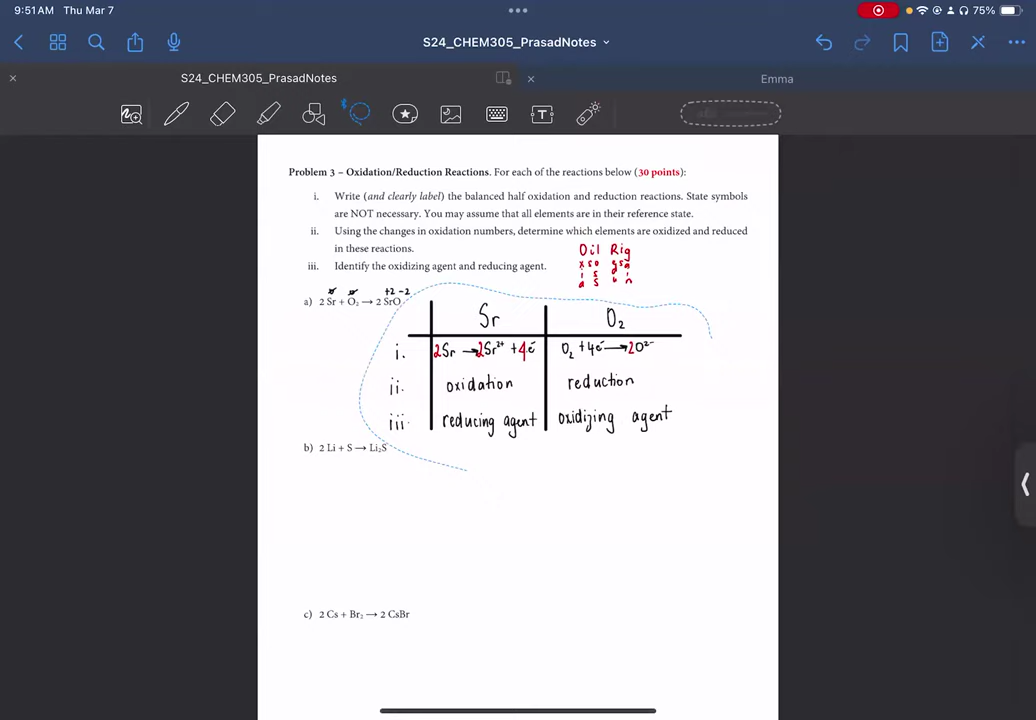 9:51AM Thu Mar 7
75%
S24_CHEM305_PrasadNotes
S24_CHEM305_PrasadNotes
Emma
T
Problem 3 – Oxidation/Reduction Reactions. For each of the reactions below (30 points):
i. Write (and clearly label) the balanced half oxidation and reduction reactions. State symbols
are NOT necessary. You may assume that all elements are in their reference state.
ii. Using the changes in oxidation numbers, determine which elements are oxidized and reduced
in these reactions.
Oil Rig
iii. Identify the oxidizing agent and reducing agent.
0 0 +2 -2
a) 2 Sr + O₂ → 2 SrO
Sr O₂
i. 2Sr → 2Sr²⁺ + 4e⁻ O₂ + 4e⁻ → 2O²⁻
ii. oxidation reduction
iii. reducing agent oxidizing agent
b) 2 Li + S → Li₂S
c) 2 Cs + Br₂ → 2 CsBr